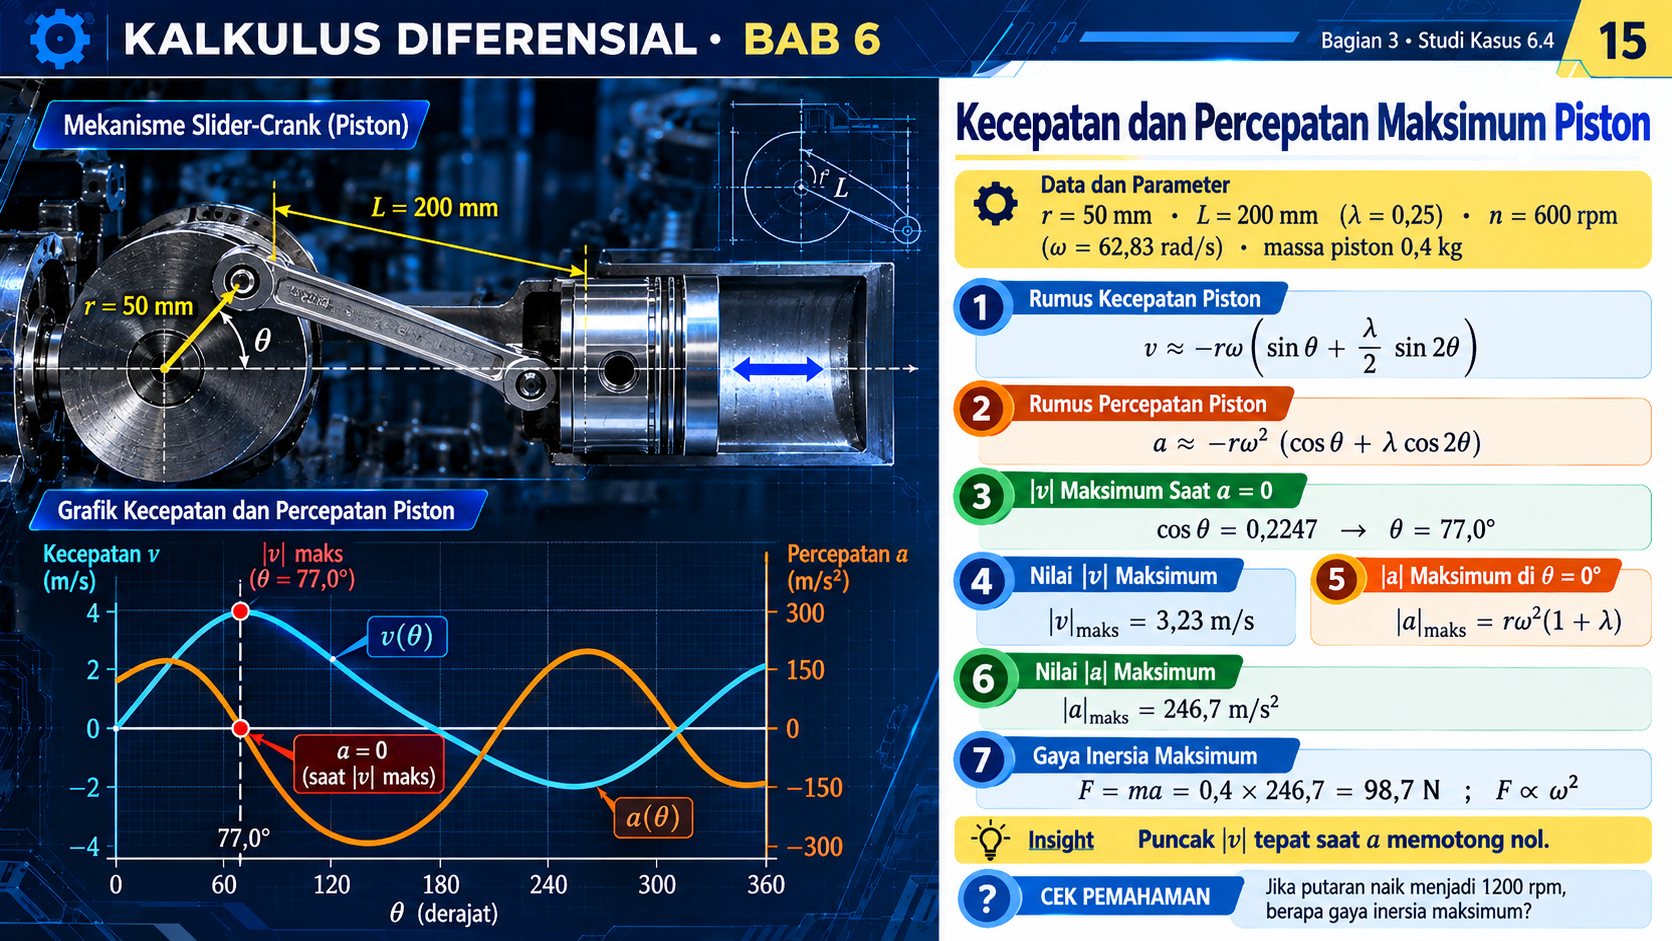 KALKULUS DIFERENSIAL • BAB 6
Bagian 3 • Studi Kasus 6.4
15
Mekanisme Slider-Crank (Piston)
L = 200 mm
r = 50 mm
θ
r
L
Grafik Kecepatan dan Percepatan Piston
Kecepatan v
(m/s)
|v| maks
(θ = 77,0°)
Percepatan a
(m/s²)
4
2
0
−2
−4
300
150
0
−150
−300
v(θ)
a = 0
(saat |v| maks)
a(θ)
77,0°
0 60 120 180 240 300 360
θ (derajat)
Kecepatan dan Percepatan Maksimum Piston
Data dan Parameter
r = 50 mm • L = 200 mm (λ = 0,25) • n = 600 rpm
(ω = 62,83 rad/s) • massa piston 0,4 kg
1 Rumus Kecepatan Piston
v ≈ −rω ( sin θ + λ/2 sin 2θ )
2 Rumus Percepatan Piston
a ≈ −rω² (cos θ + λ cos 2θ)
3 |v| Maksimum Saat a = 0
cos θ = 0,2247 → θ = 77,0°
4 Nilai |v| Maksimum
|v|maks = 3,23 m/s
5 |a| Maksimum di θ = 0°
|a|maks = rω²(1 + λ)
6 Nilai |a| Maksimum
|a|maks = 246,7 m/s²
7 Gaya Inersia Maksimum
F = ma = 0,4 × 246,7 = 98,7 N ; F ∝ ω²
Insight Puncak |v| tepat saat a memotong nol.
? CEK PEMAHAMAN
Jika putaran naik menjadi 1200 rpm,
berapa gaya inersia maksimum?